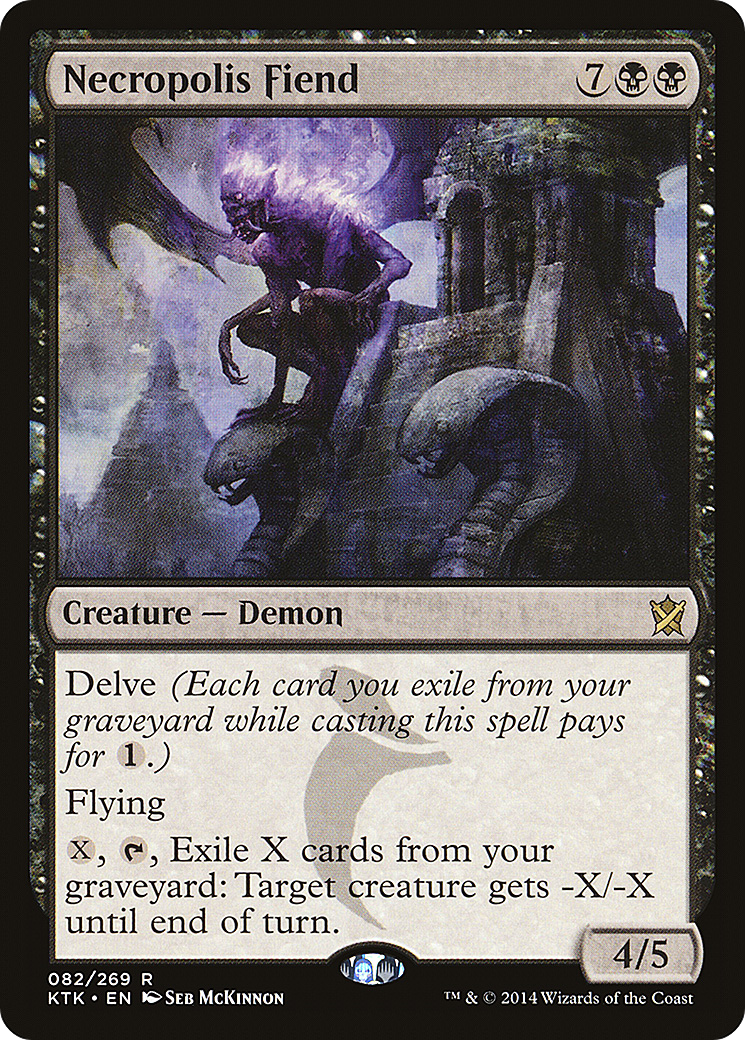 Necropolis Fiend 7
Creature — Demon
Delve (Each card you exile from your
graveyard while casting this spell pays
for 1.)
Flying
X, , Exile X cards from your
graveyard: Target creature gets -X/-X
until end of turn.
4/5
082/269 R
KTK • EN Seb McKinnon
™ & © 2014 Wizards of the Coast